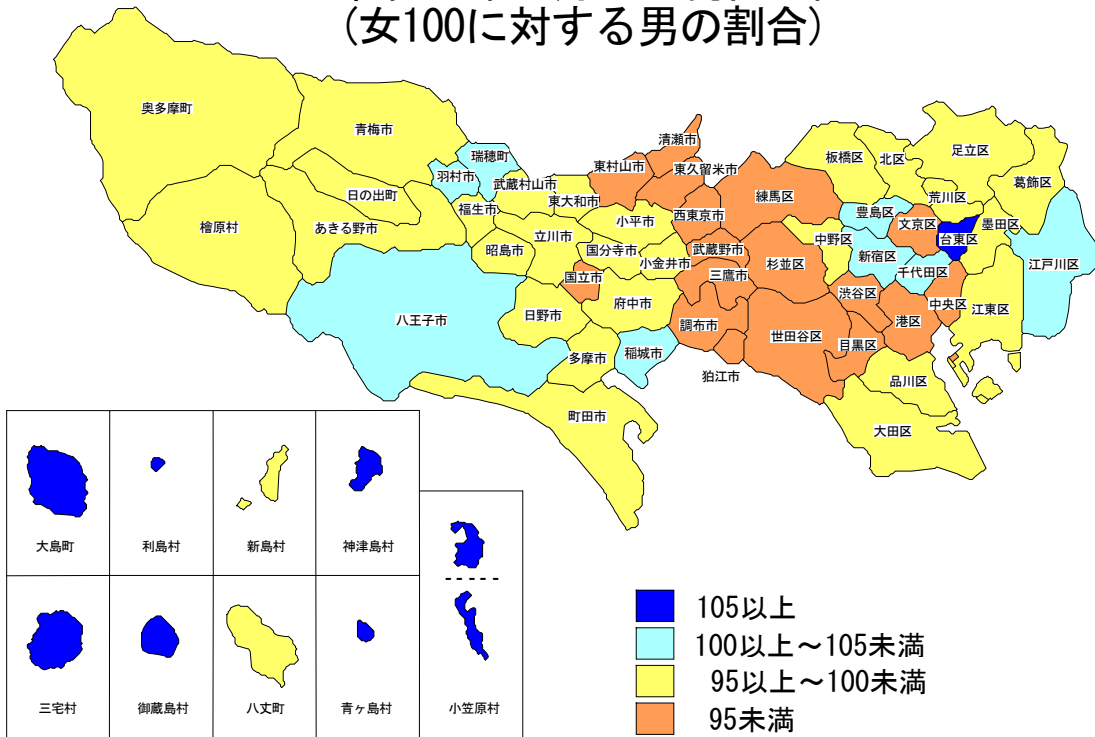 (女100に対する男の割合)
奥多摩町
青梅市
瑞穂町
羽村市
日の出町
檜原村
あきる野市
福生市
武蔵村山市
東大和市
東村山市
清瀬市
東久留米市
西東京市
小平市
立川市
昭島市
国分寺市
小金井市
武蔵野市
三鷹市
国立市
府中市
日野市
八王子市
多摩市
稲城市
調布市
狛江市
町田市
練馬区
板橋区
北区
足立区
葛飾区
荒川区
豊島区
文京区
台東区
墨田区
江戸川区
中野区
新宿区
千代田区
杉並区
渋谷区
港区
中央区
江東区
世田谷区
目黒区
品川区
大田区
大島町
利島村
新島村
神津島村
三宅村
御蔵島村
八丈町
青ヶ島村
小笠原村
105以上
100以上~105未満
95以上~100未満
95未満